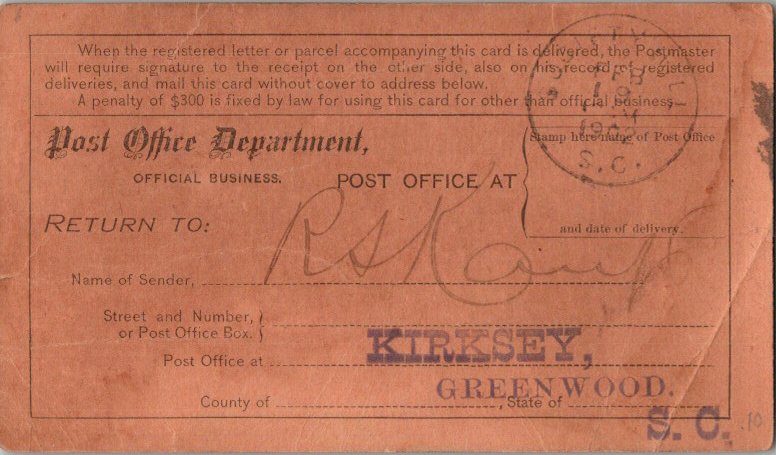 When the registered letter or parcel accompanying this card is delivered, the Postmaster
will require signature to the receipt on the other side, also on his record of registered
deliveries, and mail this card without cover to address below.
A penalty of $300 is fixed by law for using this card for other than official business.
Post Office Department,
OFFICIAL BUSINESS.
POST OFFICE AT
FEB
19
S.C.
Stamp here name of Post Office
and date of delivery.
RETURN TO:
Name of Sender, R S
Street and Number,
or Post Office Box.
Post Office at KIRKSEY,
GREENWOOD.
County of , State of
S. C.
.10